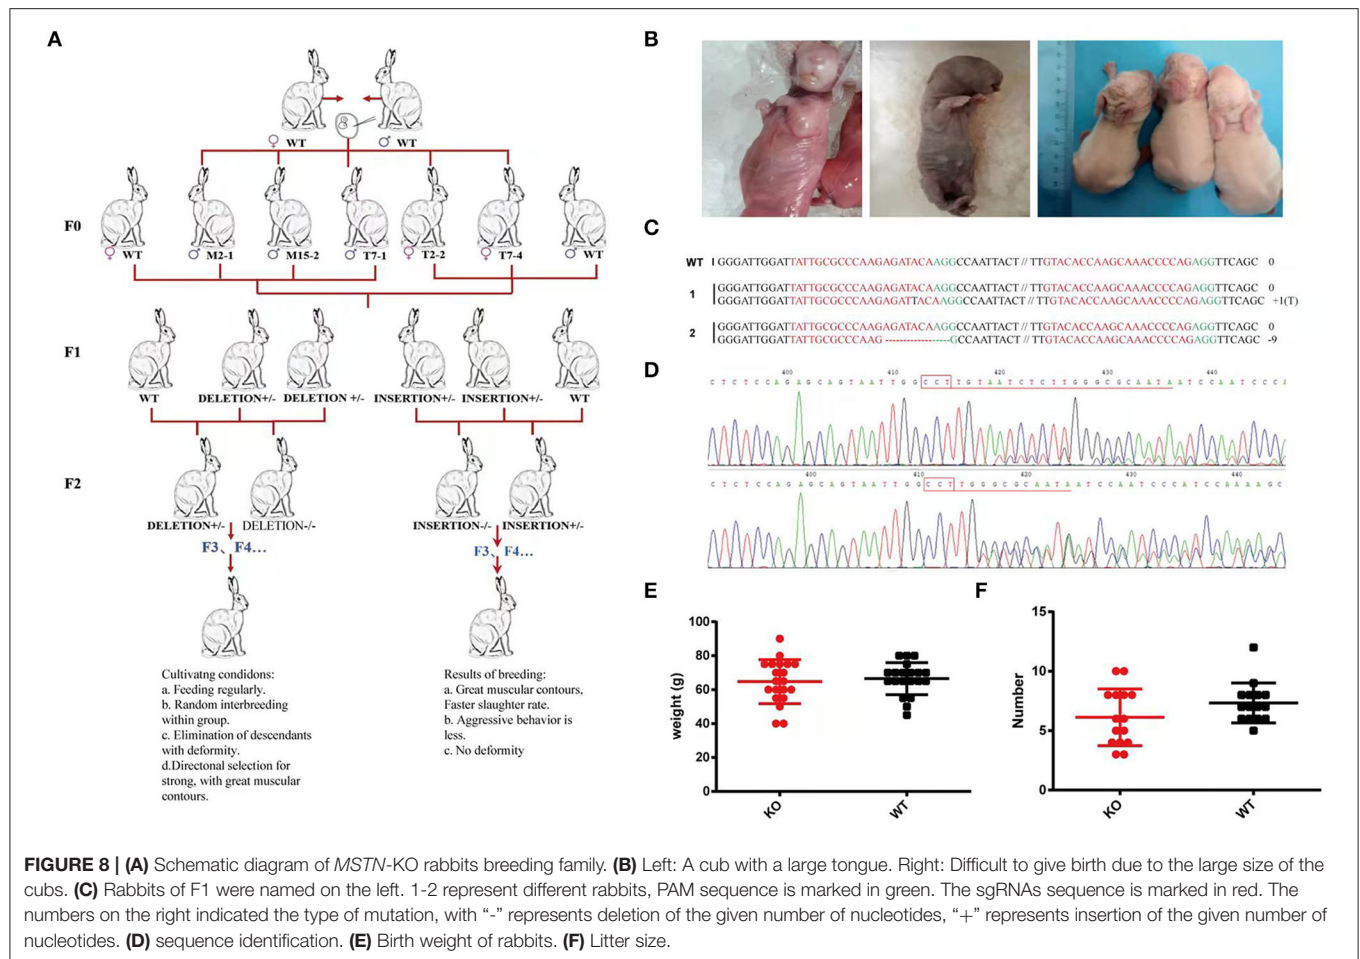 A
WT
WT
F0
WT
M2-1
M15-2
T7-1
T2-2
T7-4
WT
F1
WT
DELETION+/-
DELETION +/-
INSERTION+/-
INSERTION+/-
WT
F2
DELETION+/-
DELETION-/-
INSERTION-/-
INSERTION+/-
F3、 F4...
F3、 F4...
Cultivatng condidons:
a. Feeding regularly.
b. Random interbreeding
within group.
c. Elimination of descendants
with deformity.
d.Directonal selection for
strong, with great muscular
contours.
Results of breeding:
a. Great muscular contours,
Faster slaughter rate.
b. Aggressive behavior is
less.
c. No deformity
B
C
WT GGGATTGGATTATTGCGCCCAAGAGATACAAGGCCAATTACT // TTGTACACCAAGCAAACCCCAGAGGTTCAGC 0
1
GGGATTGGATTATTGCGCCCAAGAGATACAAGGCCAATTACT // TTGTACACCAAGCAAACCCCAGAGGTTCAGC 0
GGGATTGGATTATTGCGCCCAAGAGATTACAAGGCCAATTACT // TTGTACACCAAGCAAACCCCAGAGGTTCAGC +1(T)
2
GGGATTGGATTATTGCGCCCAAGAGATACAAGGCCAATTACT // TTGTACACCAAGCAAACCCCAGAGGTTCAGC 0
GGGATTGGATTATTGCGCCCAAG -----------------GCCAATTACT // TTGTACACCAAGCAAACCCCAGAGGTTCAGC -9
D
400 410 420 430 440
CTCTCCAGAGCAGTAATTGGCCTTGTAATCTCTTGGGCGCAATAATCCAATCCCA
400 410 420 430 440
CTCTCCAGAGCAGTAATTGGCCTTGGGCGCAATAATCCAATCCCATCCAAAAGC
E
weight (g)
100
80
60
40
20
0
KO
WT
F
Number
15
10
5
0
KO
WT
FIGURE 8 | (A) Schematic diagram of MSTN-KO rabbits breeding family. (B) Left: A cub with a large tongue. Right: Difficult to give birth due to the large size of the
cubs. (C) Rabbits of F1 were named on the left. 1-2 represent different rabbits, PAM sequence is marked in green. The sgRNAs sequence is marked in red. The
numbers on the right indicated the type of mutation, with “-” represents deletion of the given number of nucleotides, “+” represents insertion of the given number of
nucleotides. (D) sequence identification. (E) Birth weight of rabbits. (F) Litter size.